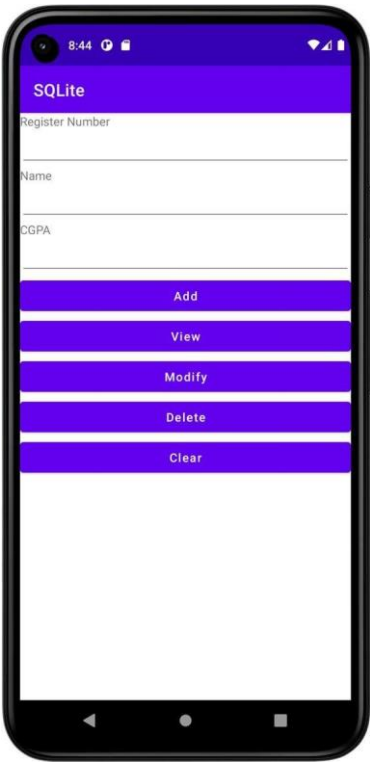 8:44
SQLite
Register Number
Name
CGPA
Add
View
Modify
Delete
Clear